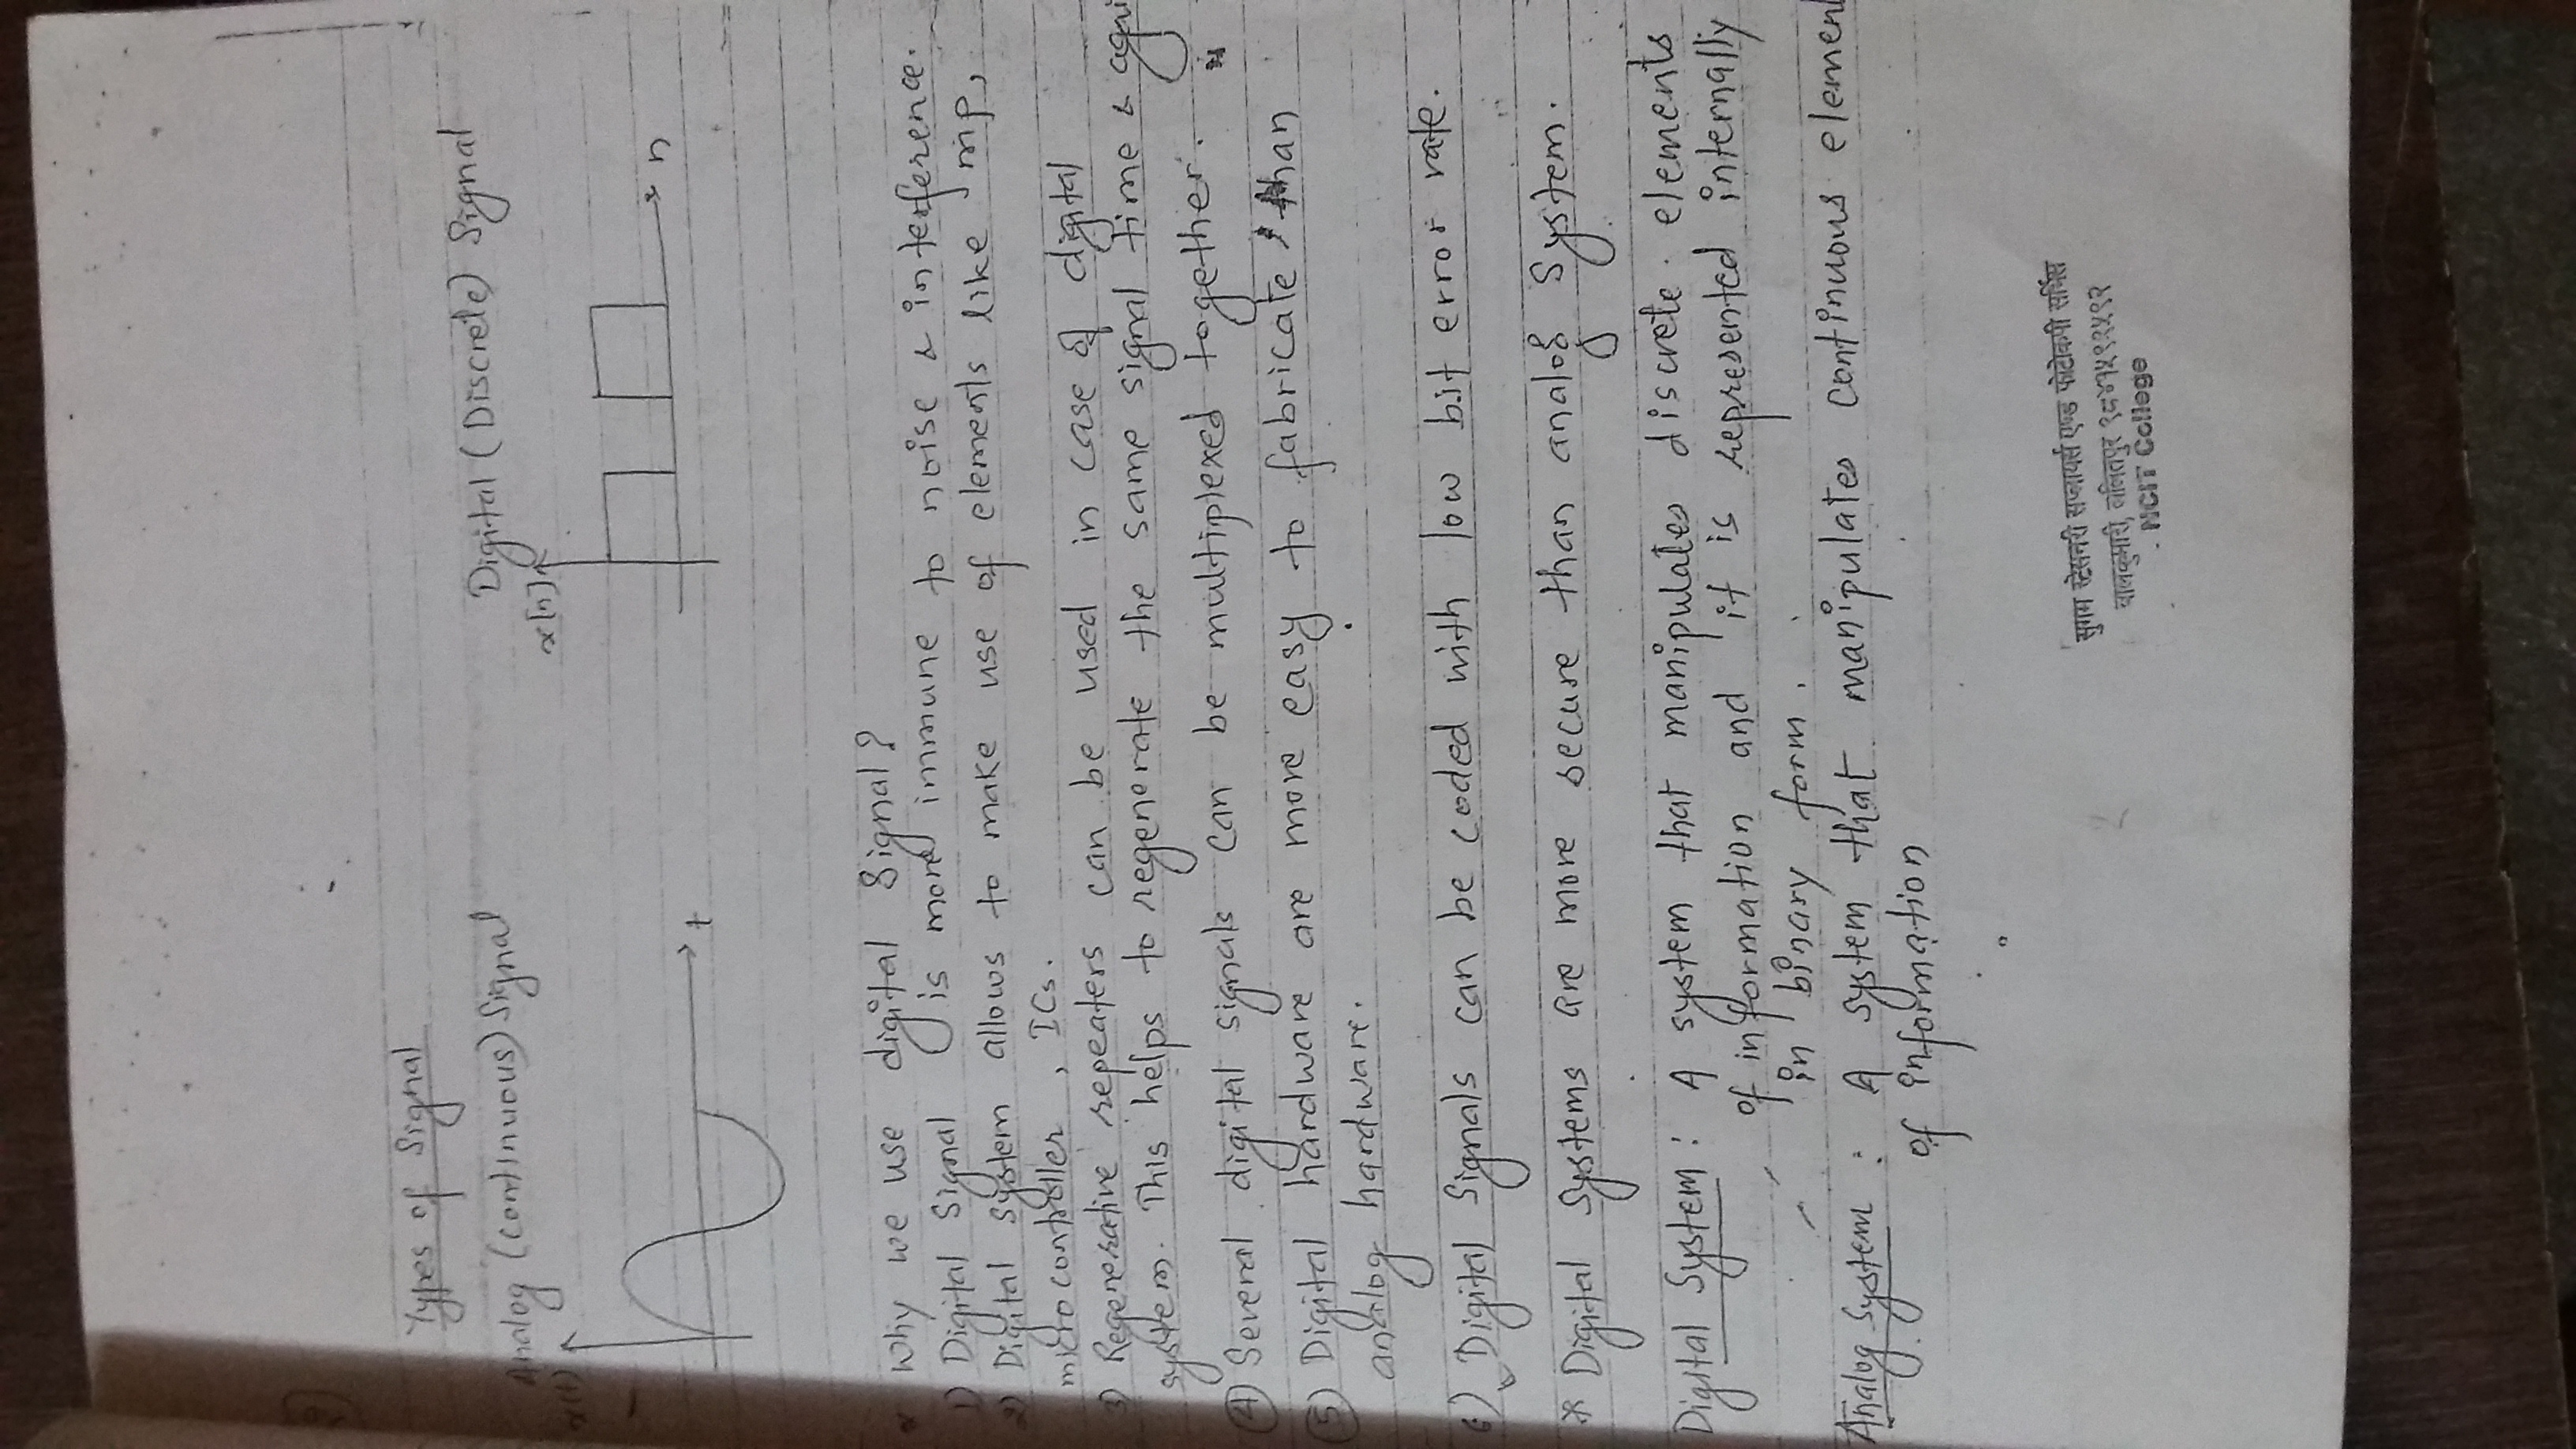 Types of Signal
Analog (continuous) Signal
Digital (Discrete) Signal
x(t)
x[n]
t
n
Why we use digital Signal?
1) Digital Signal is more immune to noise & interference.
2) Digital system allows to make use of elements like mp,
microcontroller, ICs.
3) Regenerative repeaters can be used in case of digital
system. This helps to regenerate the same signal time & agai
4) Several digital signals can be multiplexed together.
5) Digital hardware are more easy to fabricate than
analog hardware.
6) Digital Signals can be coded with low bit error rate.
* Digital Systems are more secure than analog System.
Digital System : A system that manipulates discrete elements
of information and it is represented internally
in binary form.
Analog System : A system that manipulates continuous element
of information
सुगम स्टेसनरी सप्लायर्स एण्ड फोटोकपी सर्भिस
बालकुमारी, ललितपुर ९८४१५९२५९२
NCIT College